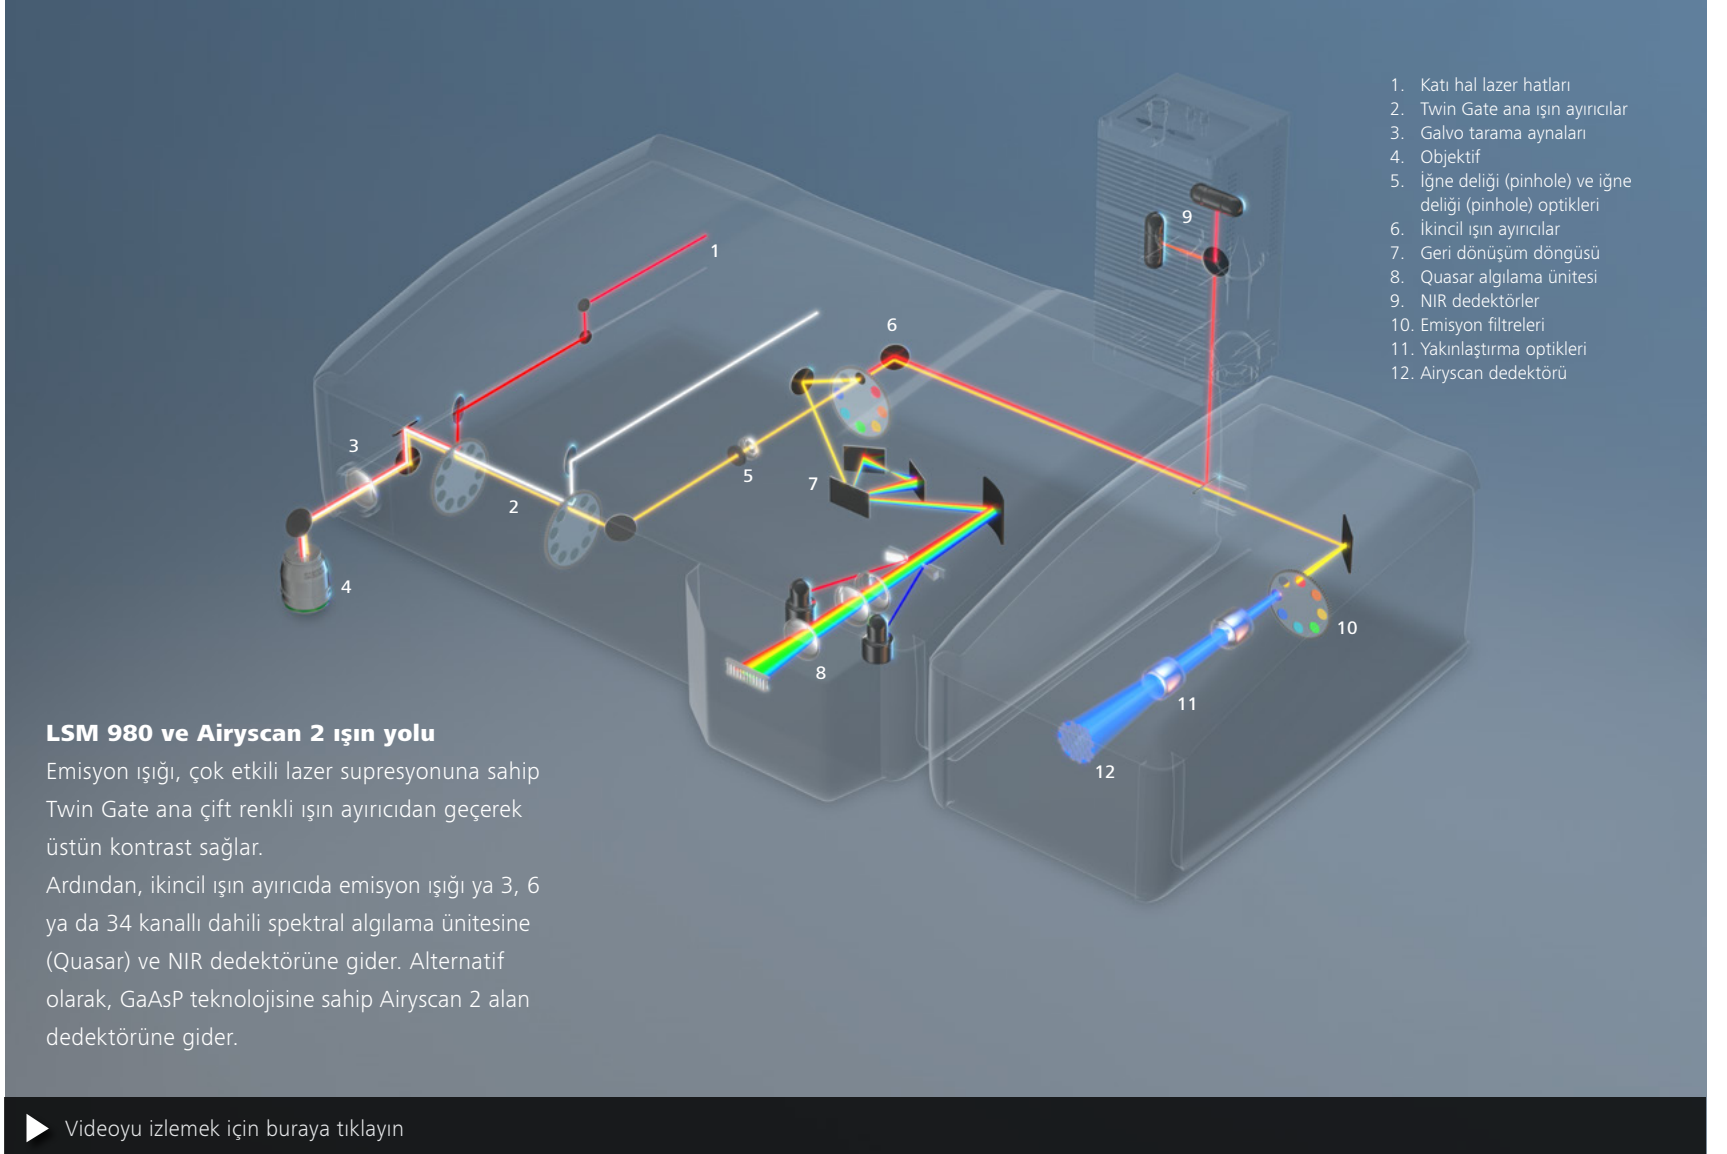 1. Katı hal lazer hatları
2. Twin Gate ana ışın ayırıcılar
3. Galvo tarama aynaları
4. Objektif
5. İğne deliği (pinhole) ve iğne
deliği (pinhole) optikleri
6. İkincil ışın ayırıcılar
7. Geri dönüşüm döngüsü
8. Quasar algılama ünitesi
9. NIR dedektörler
10. Emisyon filtreleri
11. Yakınlaştırma optikleri
12. Airyscan dedektörü
9
1
6
3
5
7
2
4
10
8
11
12
LSM 980 ve Airyscan 2 ışın yolu
Emisyon ışığı, çok etkili lazer supresyonuna sahip
Twin Gate ana çift renkli ışın ayırıcıdan geçerek
üstün kontrast sağlar.
Ardından, ikincil ışın ayırıcıda emisyon ışığı ya 3, 6
ya da 34 kanallı dahili spektral algılama ünitesine
(Quasar) ve NIR dedektörüne gider. Alternatif
olarak, GaAsP teknolojisine sahip Airyscan 2 alan
dedektörüne gider.
Videoyu izlemek için buraya tıklayın